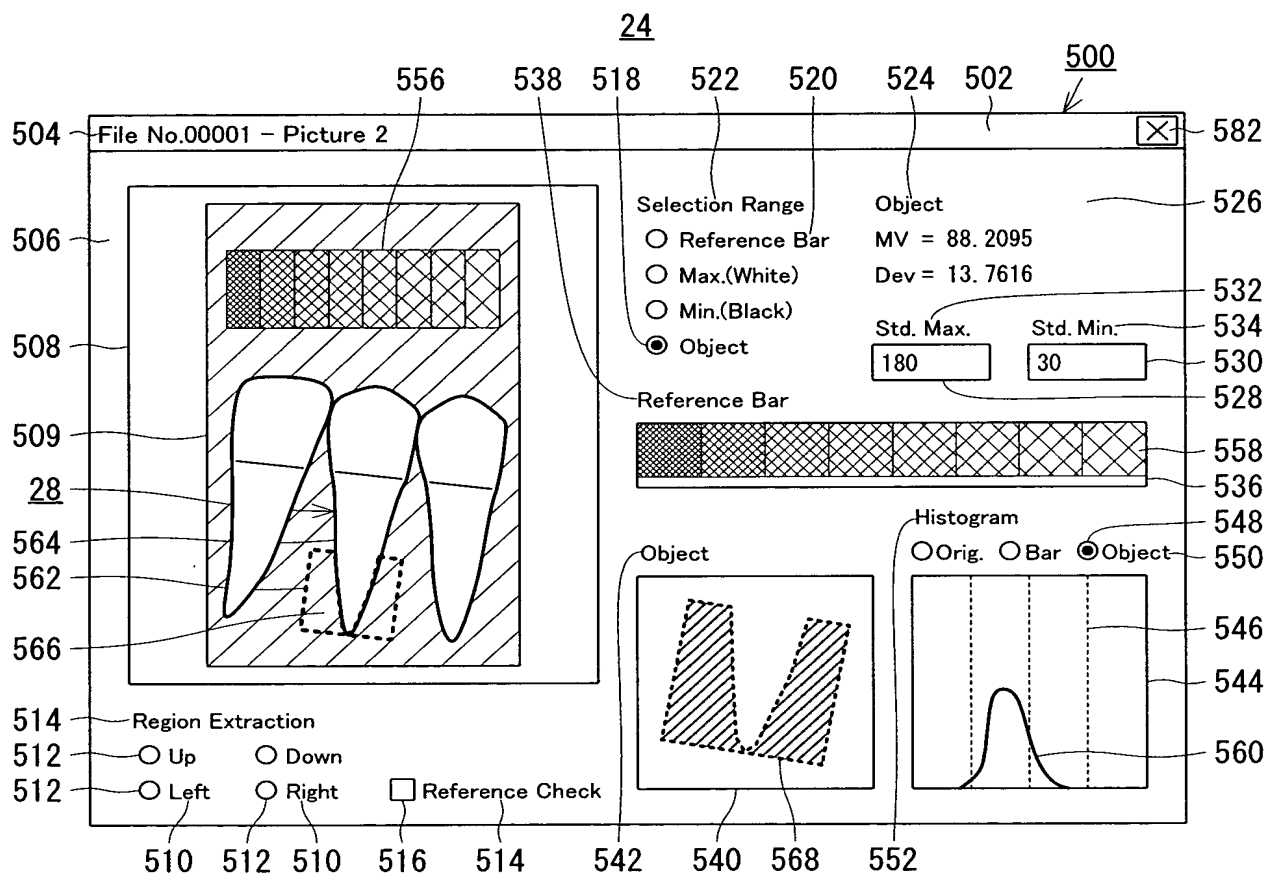 24
556 538 518 522 520 524 502 500
504 File No.00001 - Picture 2 582
Selection Range Object 526
506 Reference Bar MV = 88.2095
Max.(White) Dev = 13.7616
Min.(Black) 532
508 Object Std. Max. Std. Min. 534
180 30 530
Reference Bar 528
509
558
28 536
Histogram 548
564 Object Orig. Bar Object 550
562
566 546
544
514 Region Extraction
512 Up Down 560
512 Left Right Reference Check
510 512 510 516 514 542 540 568 552